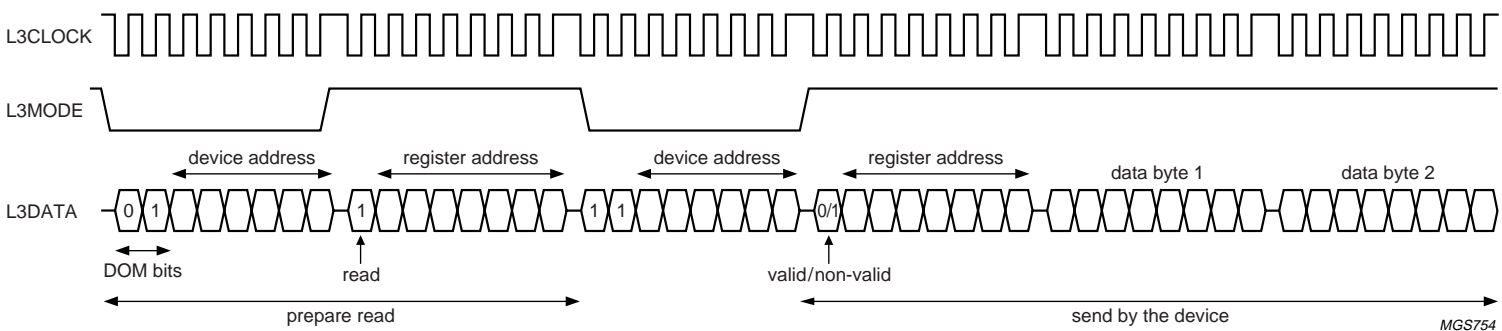 L3CLOCK
L3MODE
device address
register address
device address
register address
data byte 1
data byte 2
L3DATA
0
1
1
1
1
0/1
DOM bits
read
valid/non-valid
prepare read
send by the device
MGS754